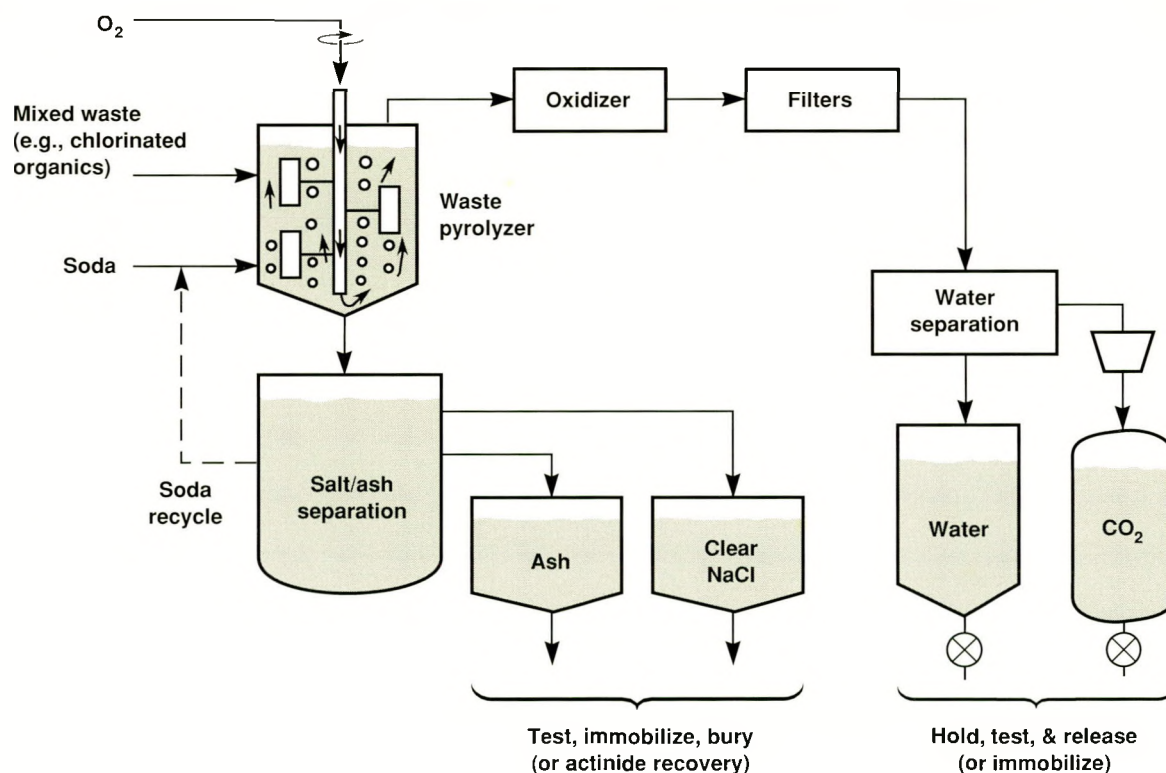 O₂
Oxidizer
Filters
Mixed waste
(e.g., chlorinated
organics)
Waste
pyrolyzer
Soda
Water
separation
Soda
recycle
Salt/ash
separation
Ash
Clear
NaCl
Water
CO₂
Test, immobilize, bury
(or actinide recovery)
Hold, test, & release
(or immobilize)